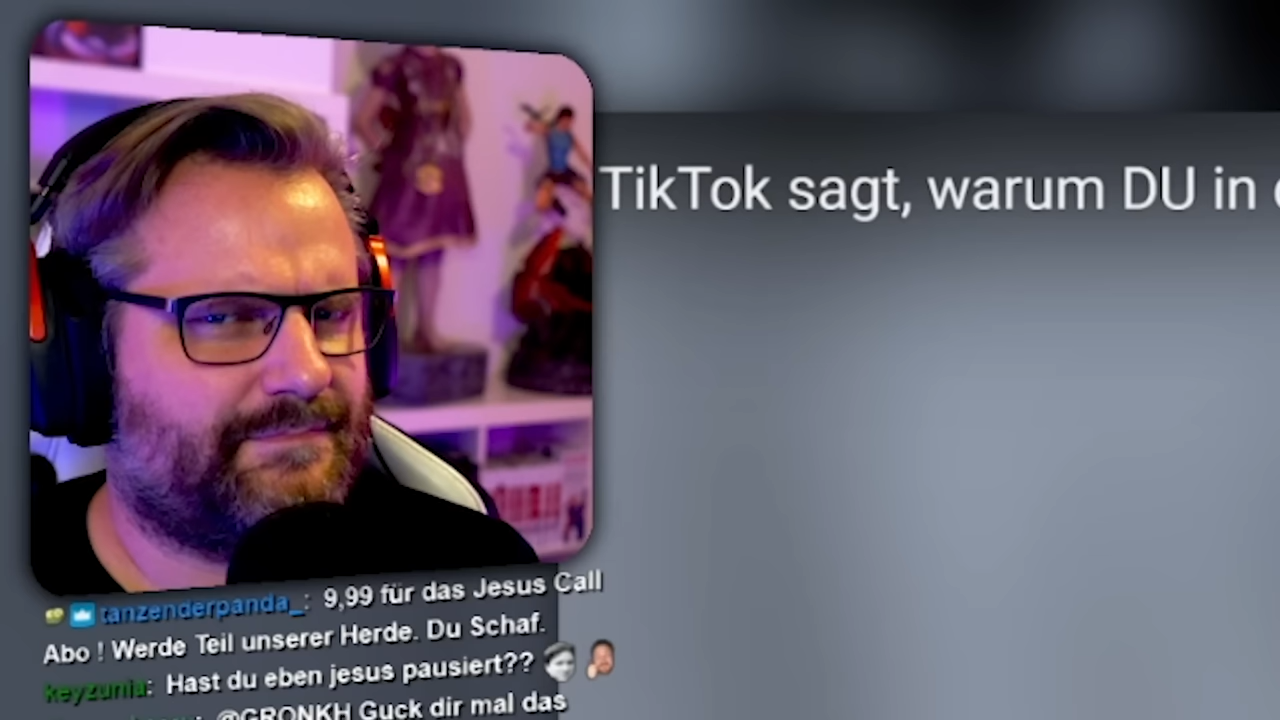 TikTok sagt, warum DU in
tanzenderpanda_: 9,99 für das Jesus Call
Abo ! Werde Teil unserer Herde. Du Schaf.
keyzunia: Hast du eben jesus pausiert??
: @GRONKH Guck dir mal das